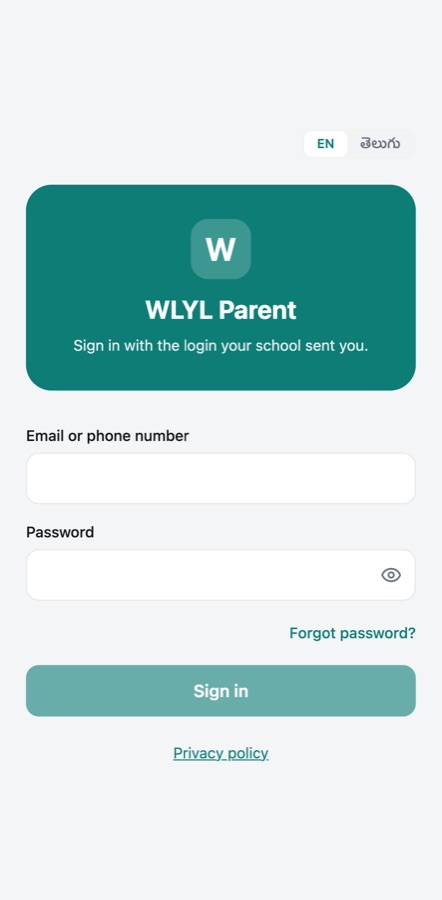 EN తెలుగు
W
WLYL Parent
Sign in with the login your school sent you.
Email or phone number
Password
Forgot password?
Sign in
Privacy policy